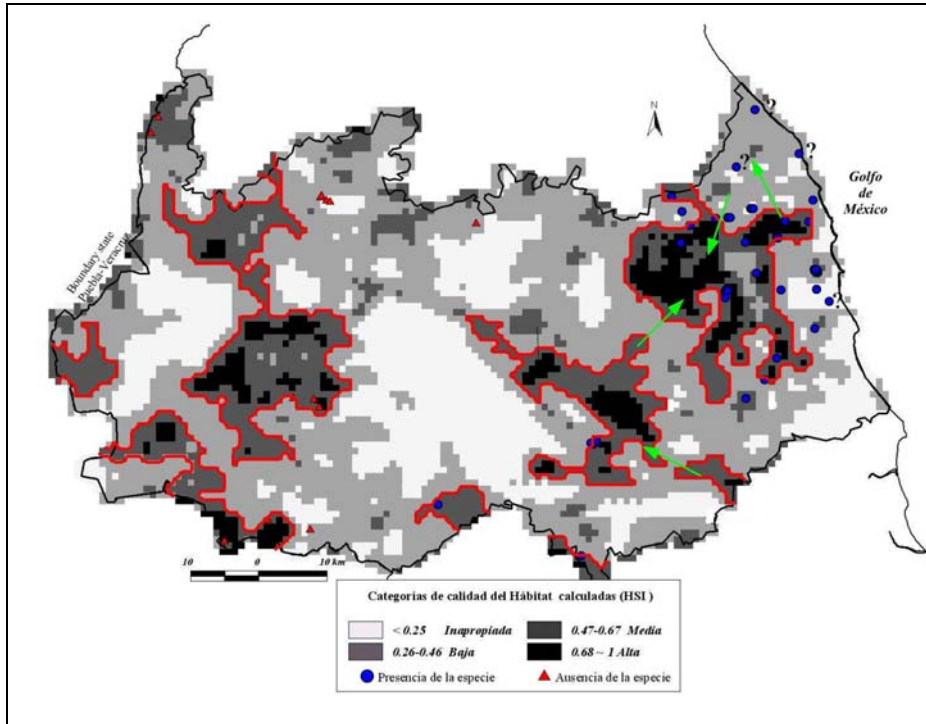 N
?
?
?
Golfo
de
México
Boundary state
Puebla-Veracruz
?
10 0 10 km
Categorías de calidad del Hábitat calculadas (HSI )
< 0.25 Inapropiada
0.47-0.67 Media
0.26-0.46 Baja
0.68 ~ 1 Alta
Presencia de la especie
Ausencia de la especie